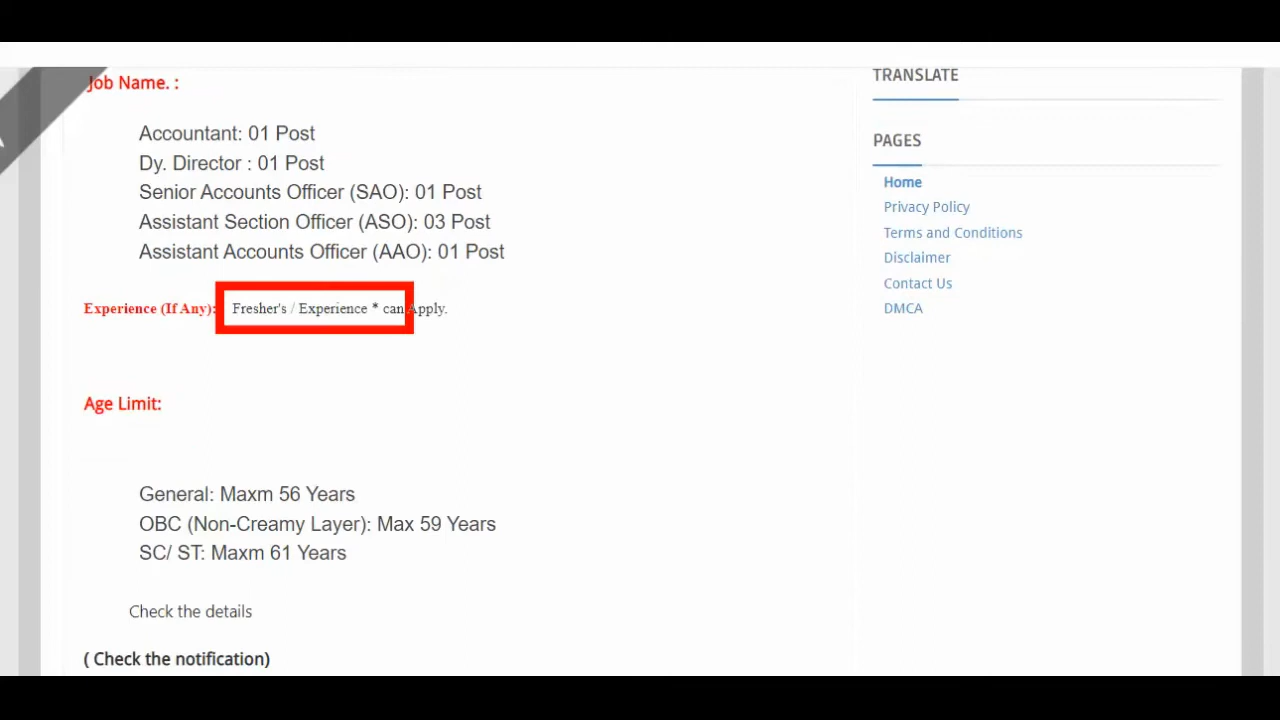 Job Name. :
Accountant: 01 Post
Dy. Director : 01 Post
Senior Accounts Officer (SAO): 01 Post
Assistant Section Officer (ASO): 03 Post
Assistant Accounts Officer (AAO): 01 Post
Experience (If Any): Fresher's / Experience * can Apply.
Age Limit:
General: Maxm 56 Years
OBC (Non-Creamy Layer): Max 59 Years
SC/ ST: Maxm 61 Years
Check the details
( Check the notification)
TRANSLATE
PAGES
Home
Privacy Policy
Terms and Conditions
Disclaimer
Contact Us
DMCA